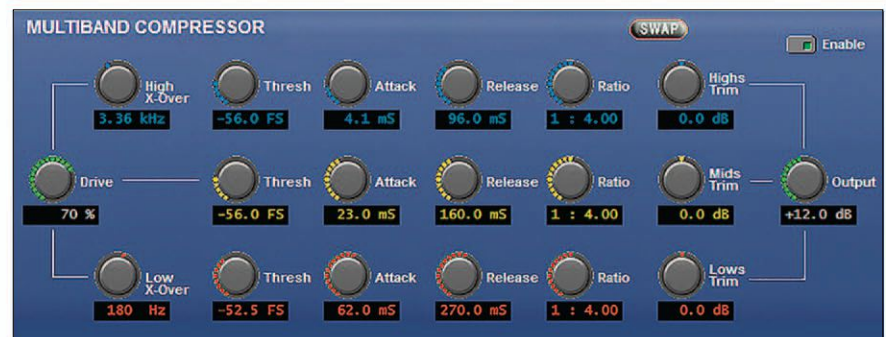 MULTIBAND COMPRESSOR
SWAP
Enable
High X-Over
Thresh
Attack
Release
Ratio
Highs Trim
3.36 kHz
-56.0 FS
4.1 mS
96.0 mS
1 : 4.00
0.0 dB
Drive
Thresh
Attack
Release
Ratio
Mids Trim
Output
70 %
-56.0 FS
23.0 mS
160.0 mS
1 : 4.00
0.0 dB
+12.0 dB
Low X-Over
Thresh
Attack
Release
Ratio
Lows Trim
180 Hz
-52.5 FS
62.0 mS
270.0 mS
1 : 4.00
0.0 dB